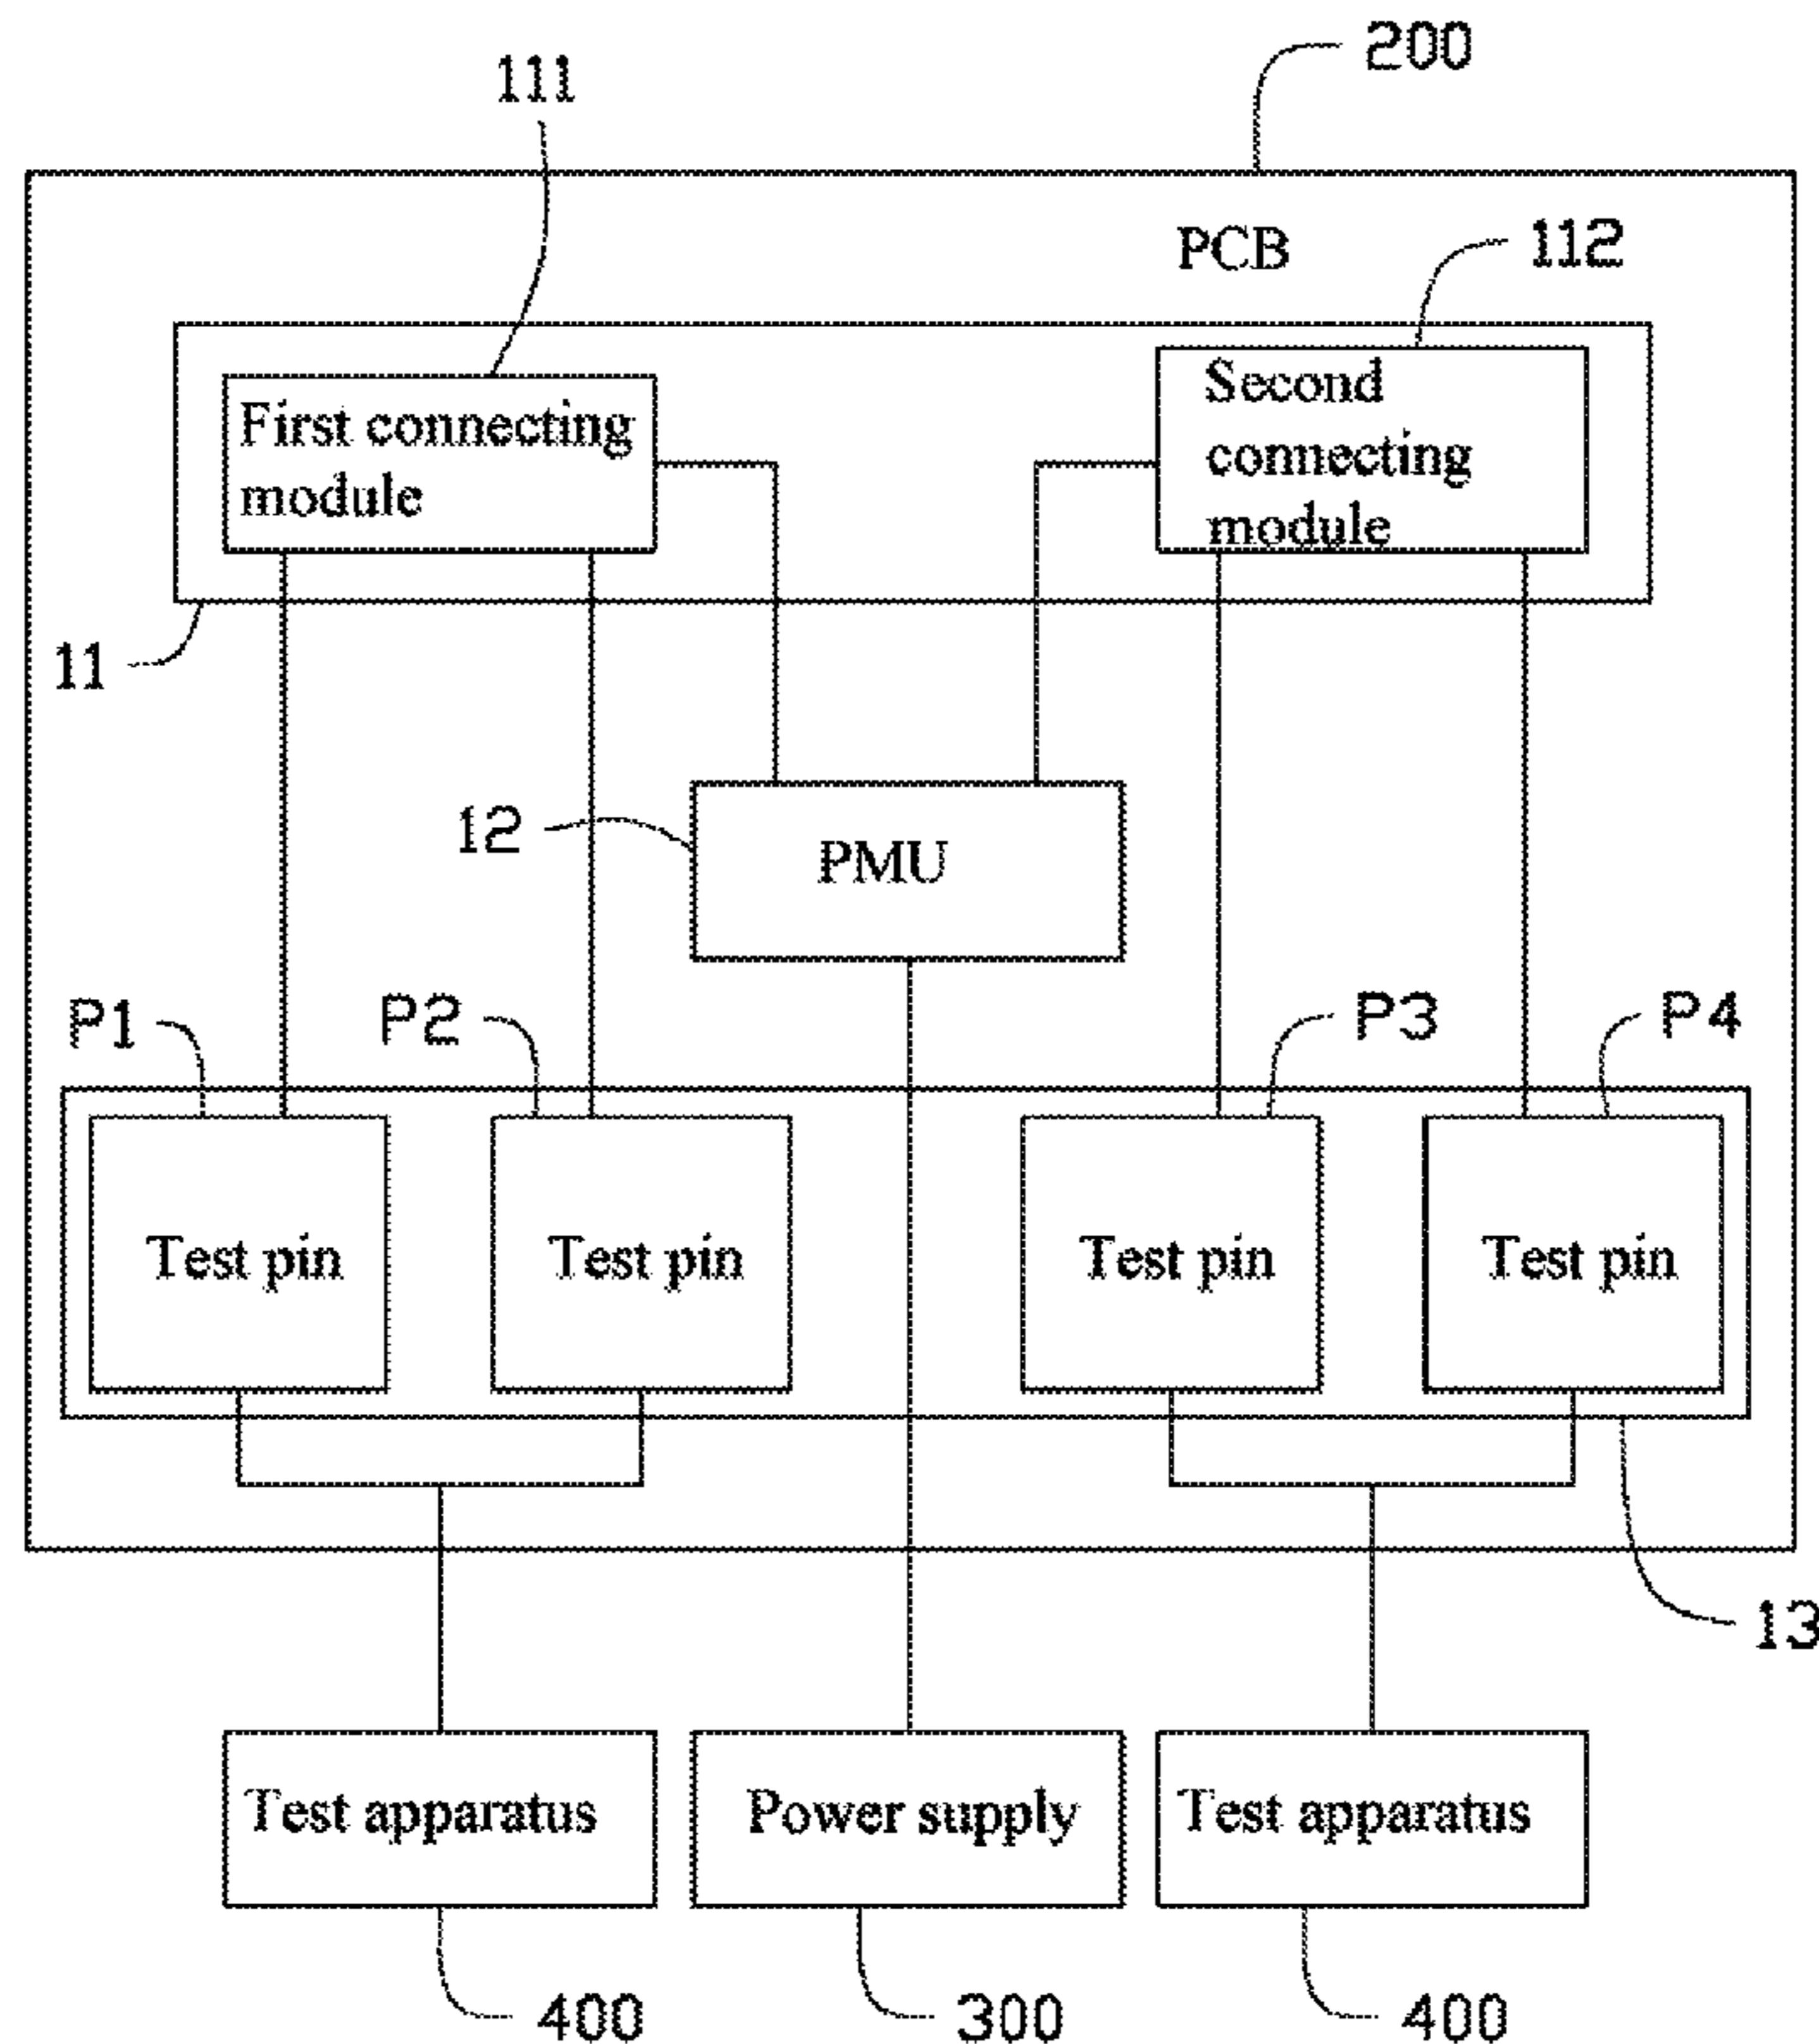 200
111
PCB
112
First connecting
module
Second
connecting
module
11
12
PMU
P1
P2
P3
P4
Test pin
Test pin
Test pin
Test pin
13
Test apparatus
Power supply
Test apparatus
400
300
400